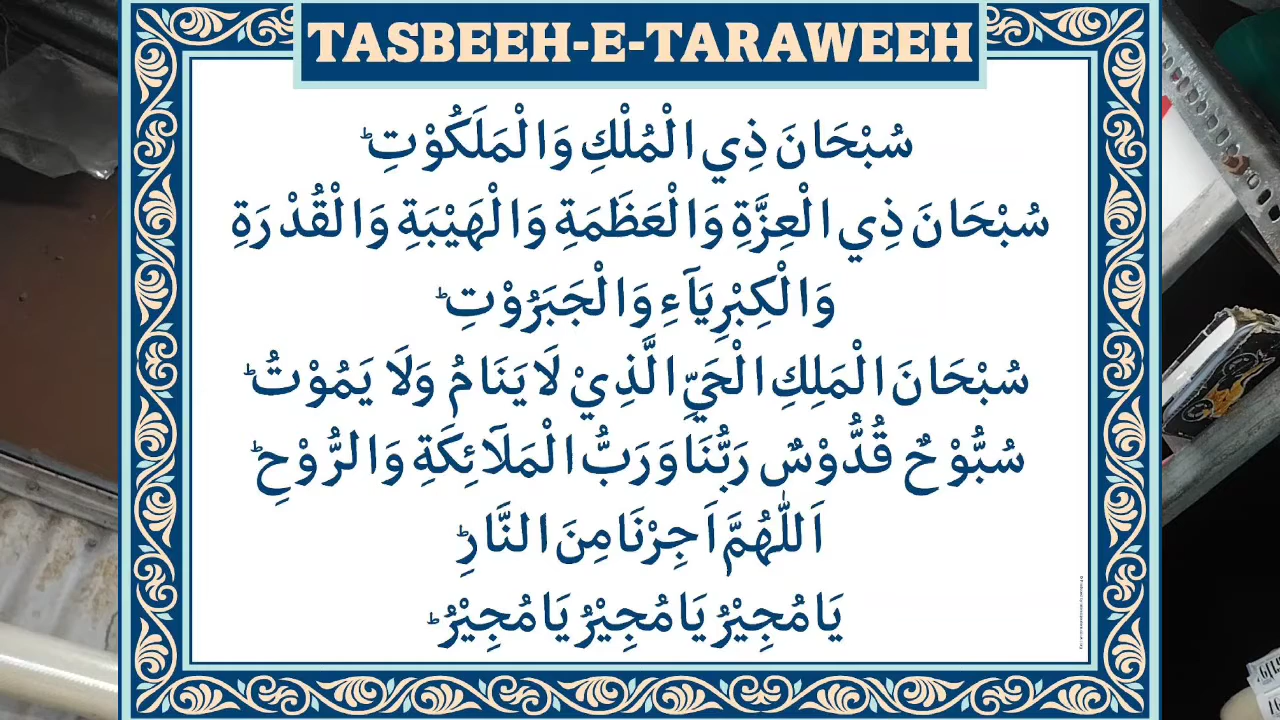 TASBEEH-E-TARAWEEH
سُبْحَانَ ذِي الْمُلْكِ وَالْمَلَكُوْتِ ؕ
سُبْحَانَ ذِي الْعِزَّةِ وَالْعَظَمَةِ وَالْهَيْبَةِ وَالْقُدْرَةِ
وَالْكِبْرِيَآءِ وَالْجَبَرُوْتِ ؕ
سُبْحَانَ الْمَلِكِ الْحَيِّ الَّذِيْ لَا يَنَامُ وَلَا يَمُوْتُ ؕ
سُبُّوْحٌ قُدُّوْسٌ رَبُّنَا وَرَبُّ الْمَلَآئِكَةِ وَالرُّوْحِ ؕ
اَللّٰهُمَّ اَجِرْنَا مِنَ النَّارِ ؕ
يَا مُجِيْرُ يَا مُجِيْرُ يَا مُجِيْرُ ؕ